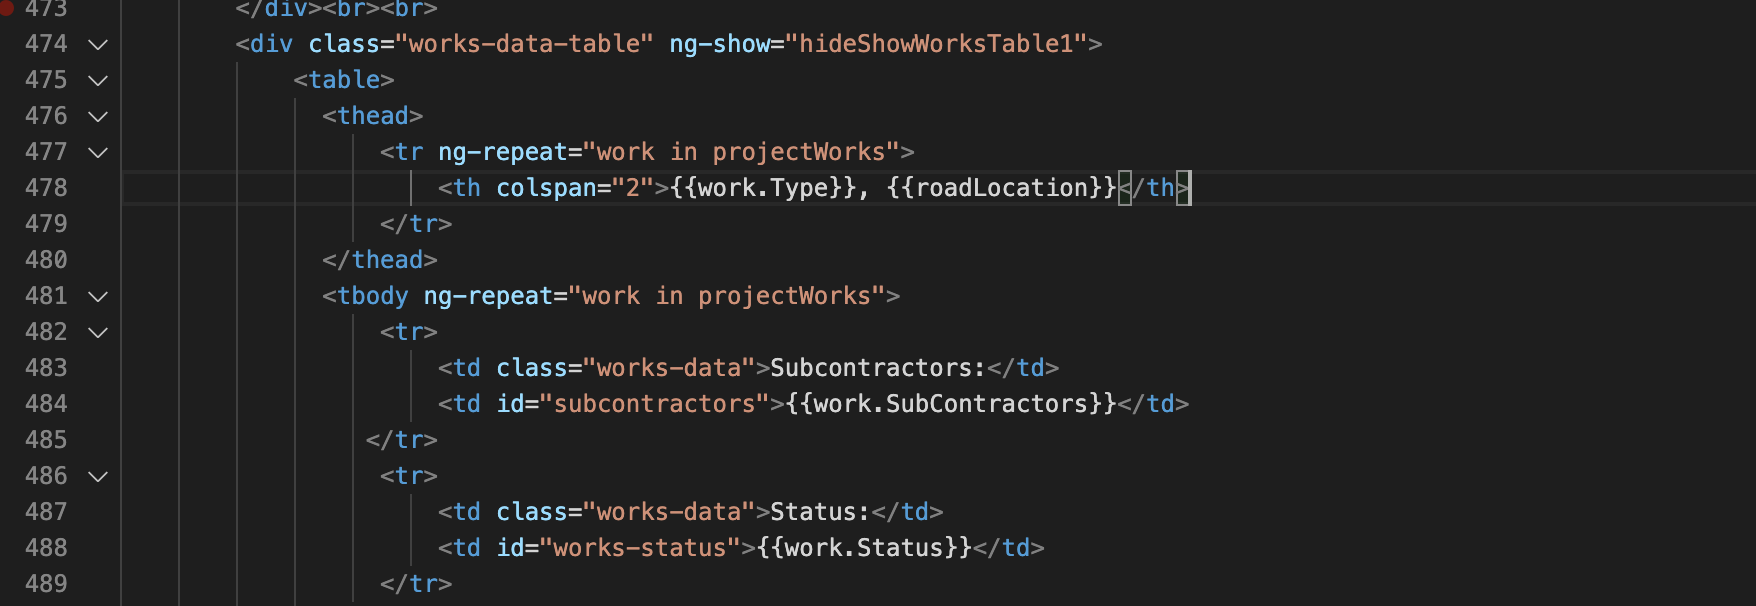 473 </div><br><br>
474 <div class="works-data-table" ng-show="hideShowWorksTable1">
475 <table>
476 <thead>
477 <tr ng-repeat="work in projectWorks">
478 <th colspan="2">{{work.Type}}, {{roadLocation}}</th>
479 </tr>
480 </thead>
481 <tbody ng-repeat="work in projectWorks">
482 <tr>
483 <td class="works-data">Subcontractors:</td>
484 <td id="subcontractors">{{work.SubContractors}}</td>
485 </tr>
486 <tr>
487 <td class="works-data">Status:</td>
488 <td id="works-status">{{work.Status}}</td>
489 </tr>